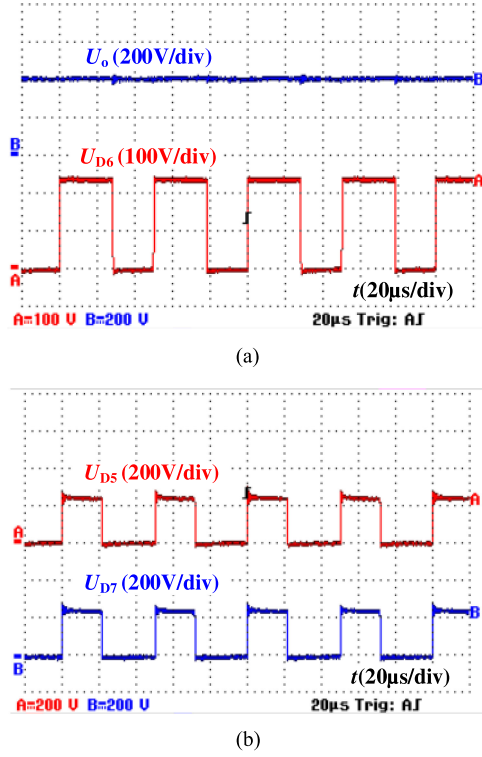 Uo (200V/div)
B
B
UD6 (100V/div)
A
A
t(20μs/div)
A=100 V B=200 V 20μs Trig: A
(a)
UD5 (200V/div)
A
A
UD7 (200V/div)
B
B
t(20μs/div)
A=200 V B=200 V 20μs Trig: A
(b)